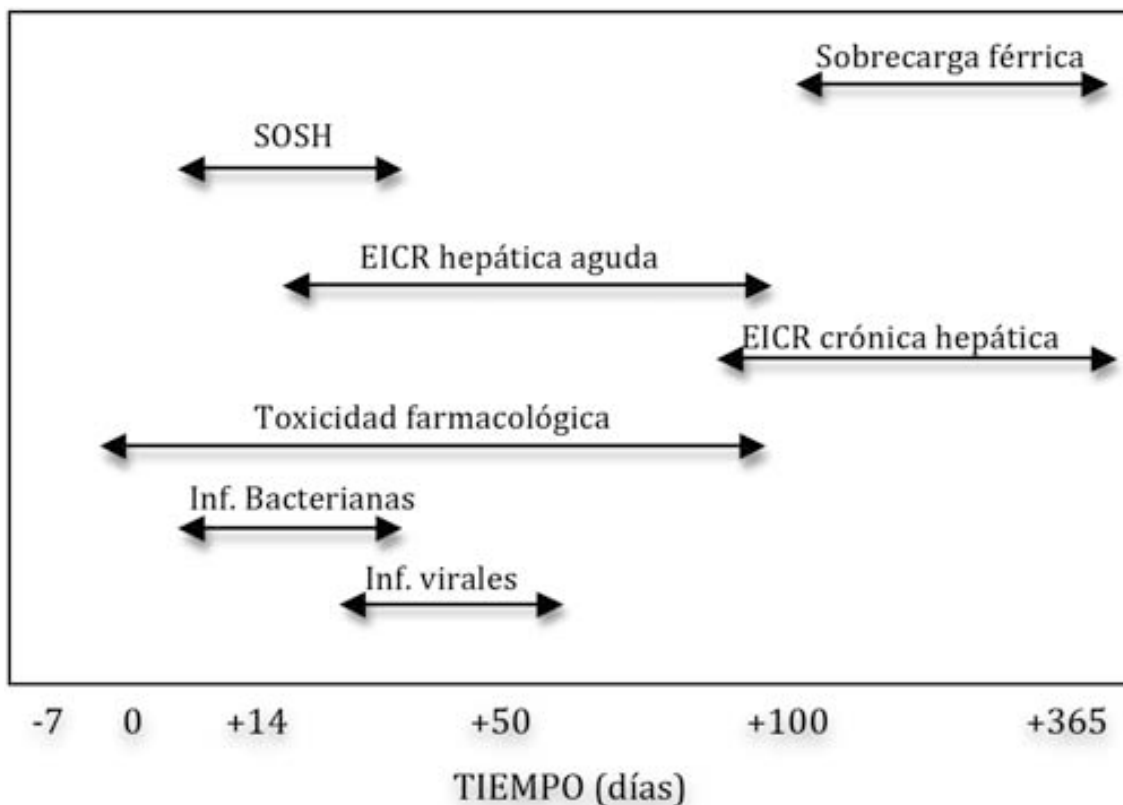 Sobrecarga férrica
SOSH
EICR hepática aguda
EICR crónica hepática
Toxicidad farmacológica
Inf. Bacterianas
Inf. virales
-7 0 +14 +50 +100 +365
TIEMPO (días)